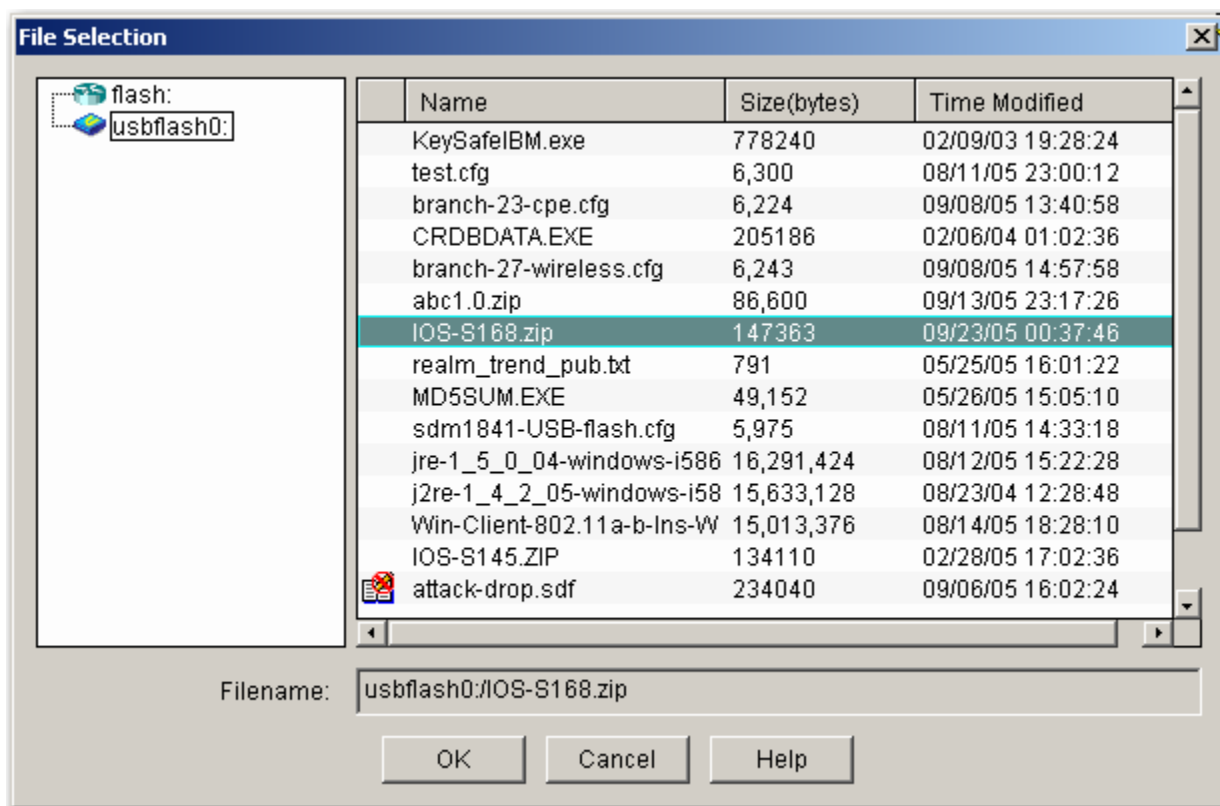 File Selection
flash:
usbflash0:
Name Size(bytes) Time Modified
KeySafeIBM.exe 778240 02/09/03 19:28:24
test.cfg 6,300 08/11/05 23:00:12
branch-23-cpe.cfg 6,224 09/08/05 13:40:58
CRDBDATA.EXE 205186 02/06/04 01:02:36
branch-27-wireless.cfg 6,243 09/08/05 14:57:58
abc1.0.zip 86,600 09/13/05 23:17:26
IOS-S168.zip 147363 09/23/05 00:37:46
realm_trend_pub.txt 791 05/25/05 16:01:22
MD5SUM.EXE 49,152 05/26/05 15:05:10
sdm1841-USB-flash.cfg 5,975 08/11/05 14:33:18
jre-1_5_0_04-windows-i586 16,291,424 08/12/05 15:22:28
j2re-1_4_2_05-windows-i58 15,633,128 08/23/04 12:28:48
Win-Client-802.11a-b-Ins-W 15,013,376 08/14/05 18:28:10
IOS-S145.ZIP 134110 02/28/05 17:02:36
attack-drop.sdf 234040 09/06/05 16:02:24
Filename: usbflash0:/IOS-S168.zip
OK Cancel Help